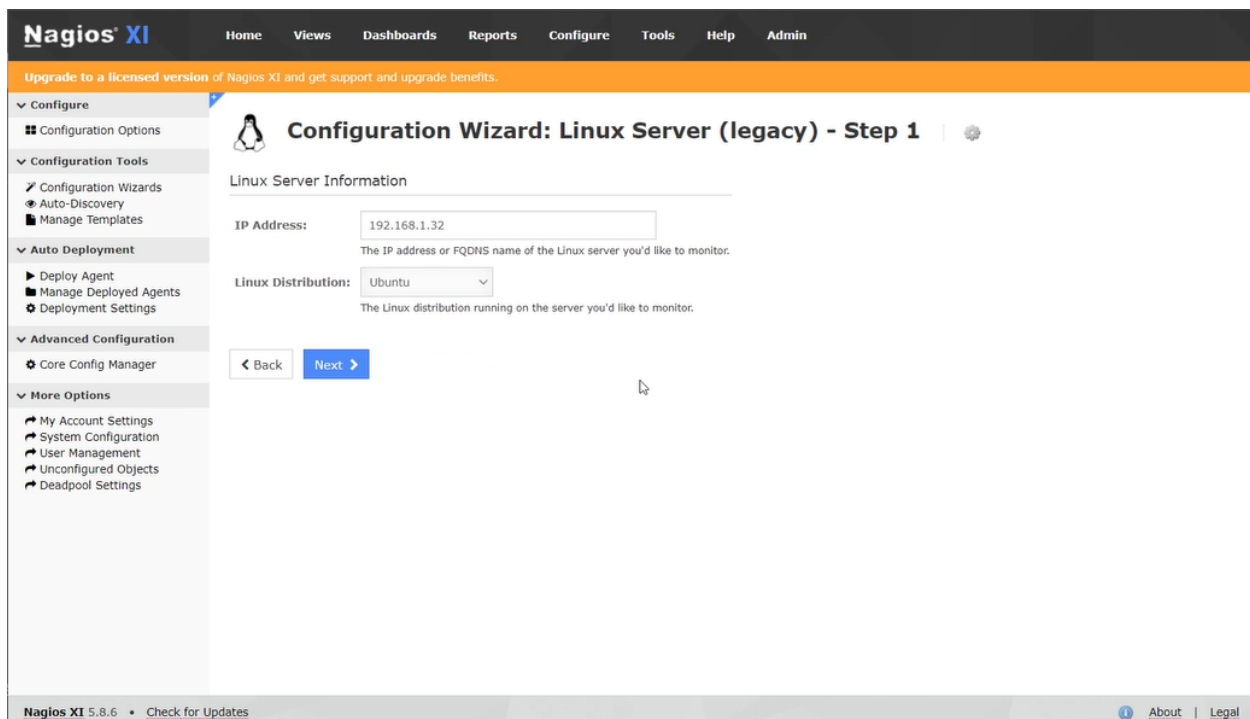 Nagios® XI
Home Views Dashboards Reports Configure Tools Help Admin
Upgrade to a licensed version of Nagios XI and get support and upgrade benefits.
Configure
Configuration Options
Configuration Tools
Configuration Wizards
Auto-Discovery
Manage Templates
Auto Deployment
Deploy Agent
Manage Deployed Agents
Deployment Settings
Advanced Configuration
Core Config Manager
More Options
My Account Settings
System Configuration
User Management
Unconfigured Objects
Deadpool Settings
Configuration Wizard: Linux Server (legacy) - Step 1
Linux Server Information
IP Address: 192.168.1.32
The IP address or FQDNS name of the Linux server you'd like to monitor.
Linux Distribution: Ubuntu
The Linux distribution running on the server you'd like to monitor.
Back Next
Nagios XI 5.8.6 • Check for Updates
About | Legal